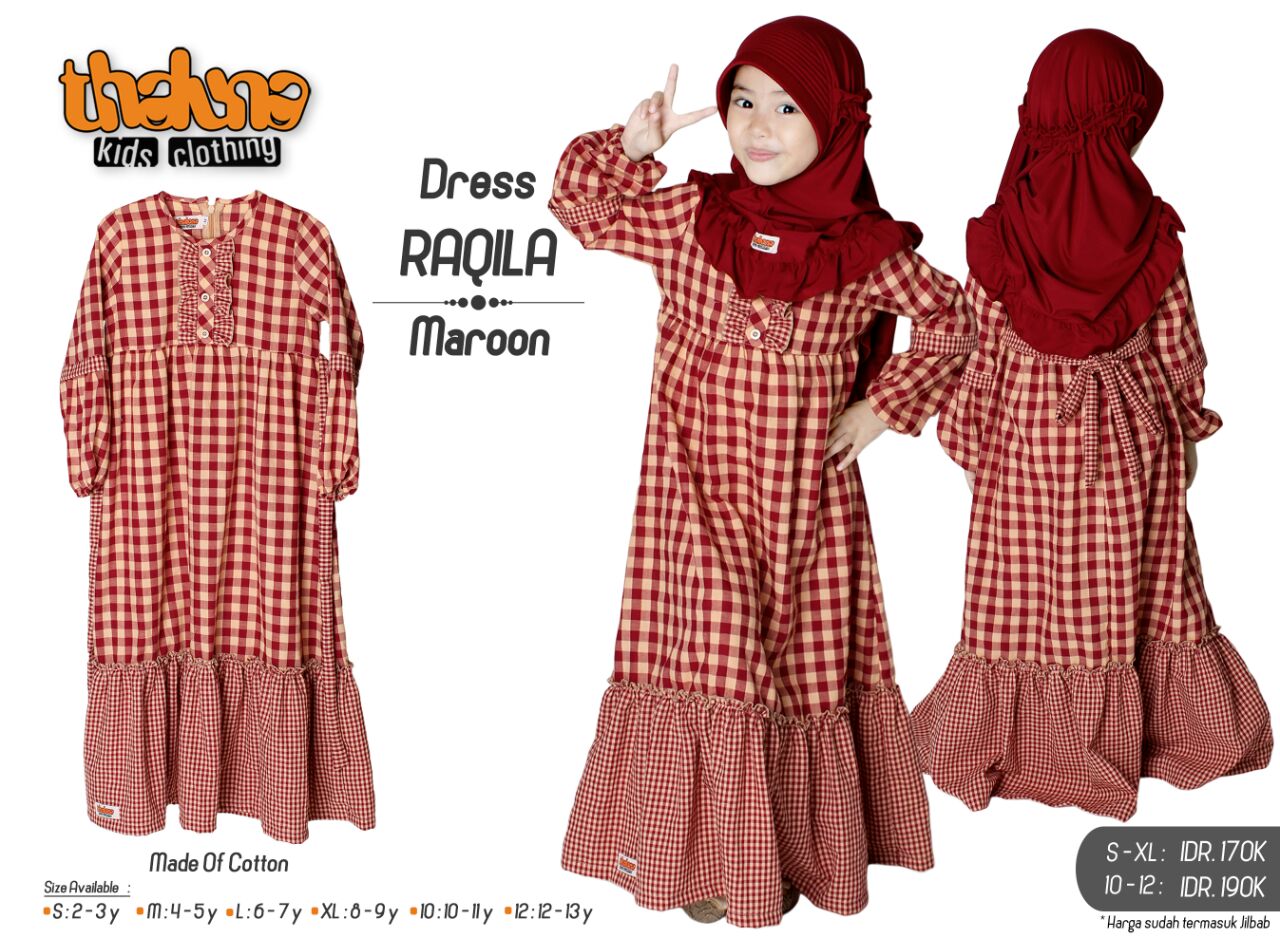 thaluna
kids clothing
Dress
RAQILA
Maroon
Made Of Cotton
Size Available :
S : 2 - 3 y
M : 4 - 5 y
L : 6 - 7 y
XL : 8 - 9 y
10 : 10 - 11 y
12 : 12 - 13 y
S - XL : IDR. 170K
10 - 12 : IDR. 190K
* Harga sudah termasuk Jilbab